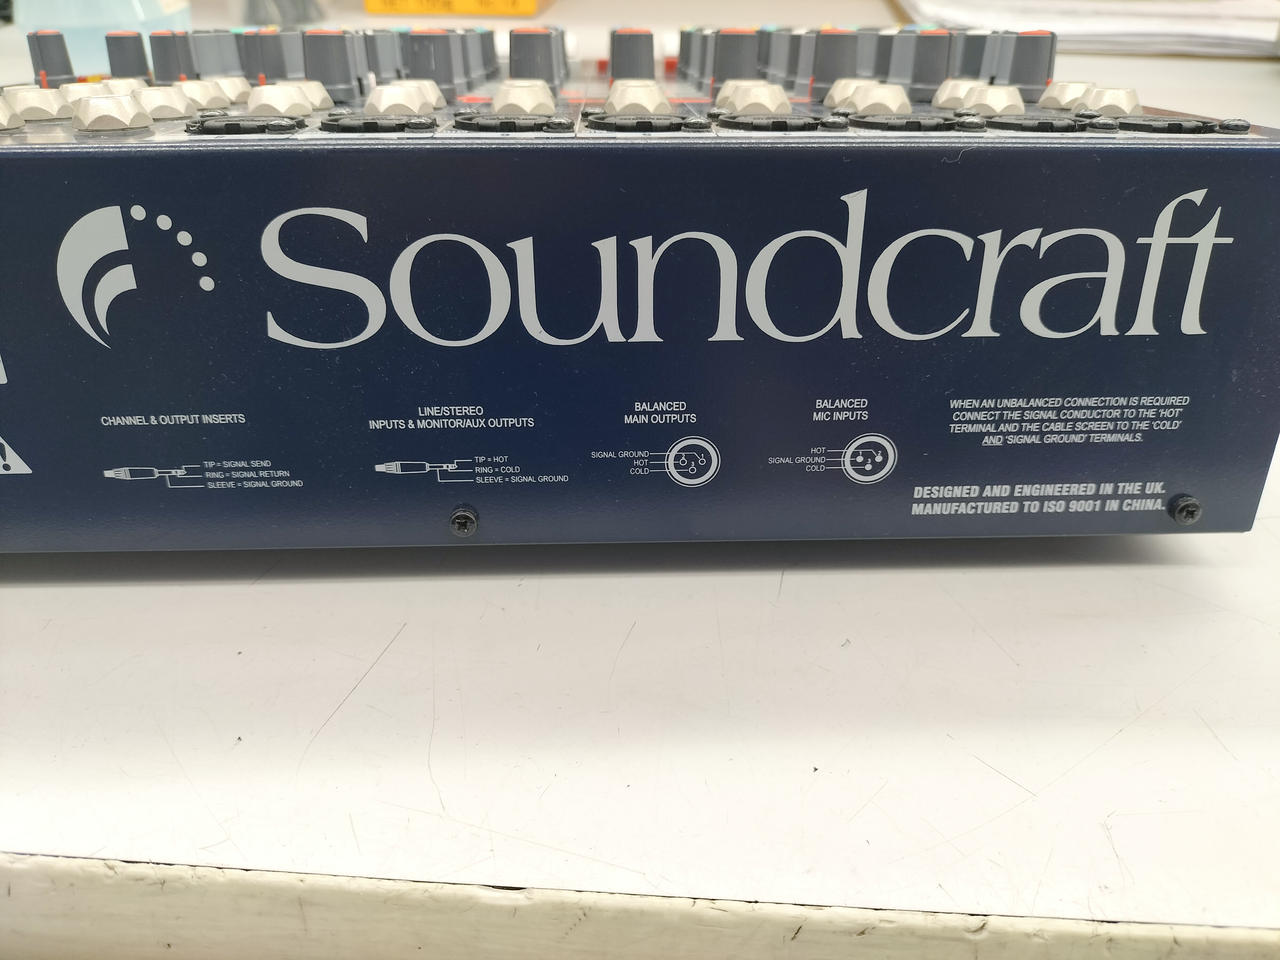 Soundcraft
CHANNEL & OUTPUT INSERTS
TIP = SIGNAL SEND
RING = SIGNAL RETURN
SLEEVE = SIGNAL GROUND
LINE/STEREO
INPUTS & MONITOR/AUX OUTPUTS
TIP = HOT
RING = COLD
SLEEVE = SIGNAL GROUND
BALANCED
MAIN OUTPUTS
SIGNAL GROUND
HOT
COLD
BALANCED
MIC INPUTS
HOT
SIGNAL GROUND
COLD
WHEN AN UNBALANCED CONNECTION IS REQUIRED
CONNECT THE SIGNAL CONDUCTOR TO THE 'HOT'
TERMINAL AND THE CABLE SCREEN TO THE 'COLD'
AND 'SIGNAL GROUND' TERMINALS.
DESIGNED AND ENGINEERED IN THE UK.
MANUFACTURED TO ISO 9001 IN CHINA.